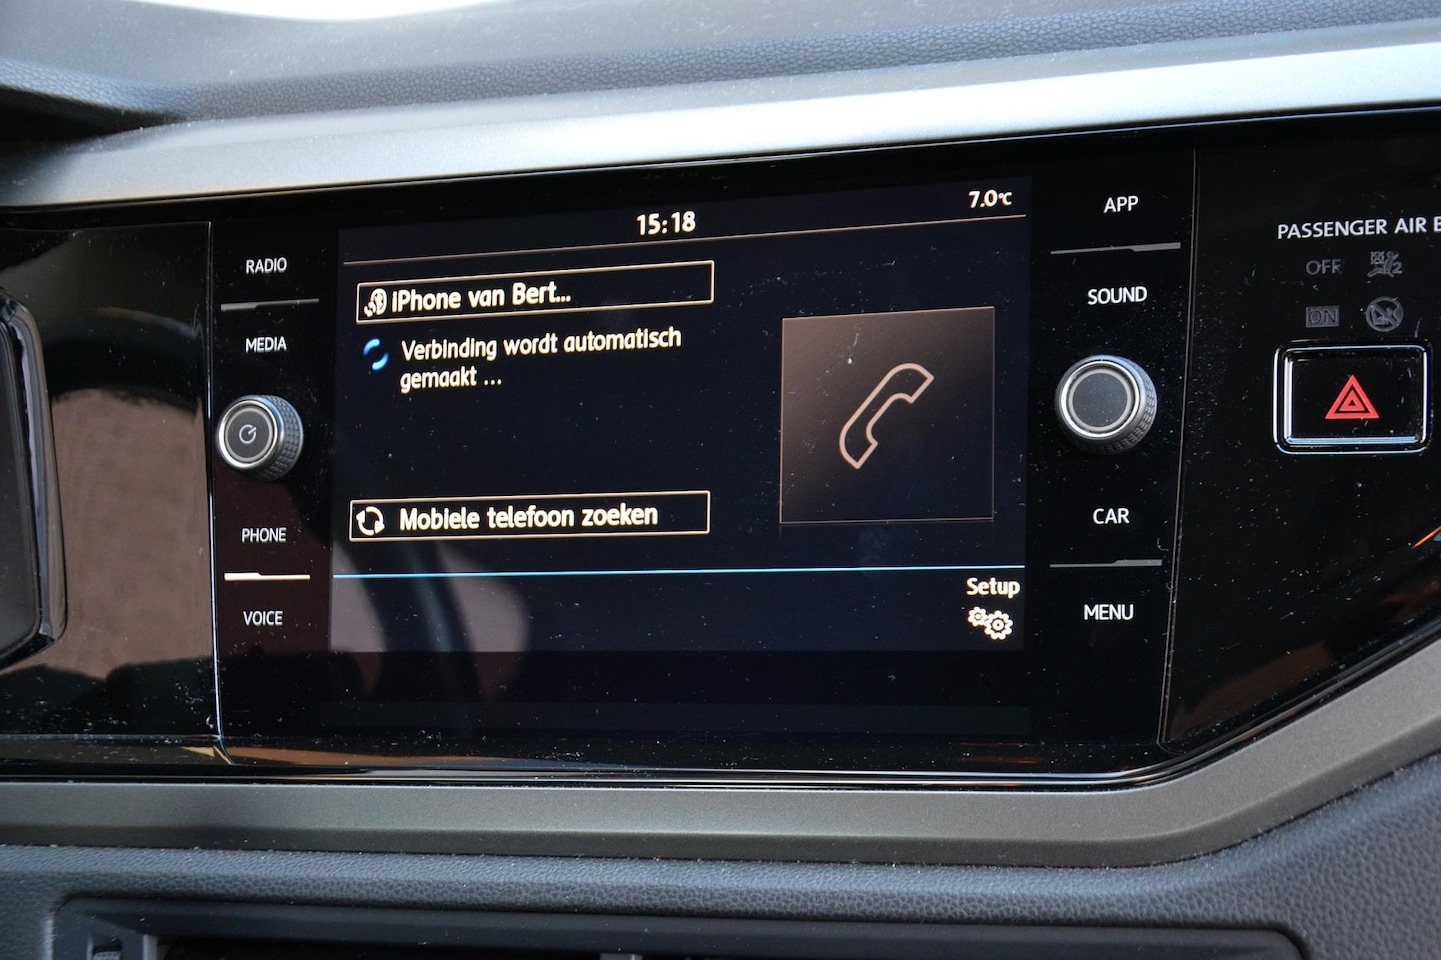 15:18
7.0°C
iPhone van Bert...
Verbinding wordt automatisch
gemaakt ...
Mobiele telefoon zoeken
Setup
RADIO
MEDIA
PHONE
VOICE
APP
SOUND
CAR
MENU
PASSENGER AIR
OFF
ON